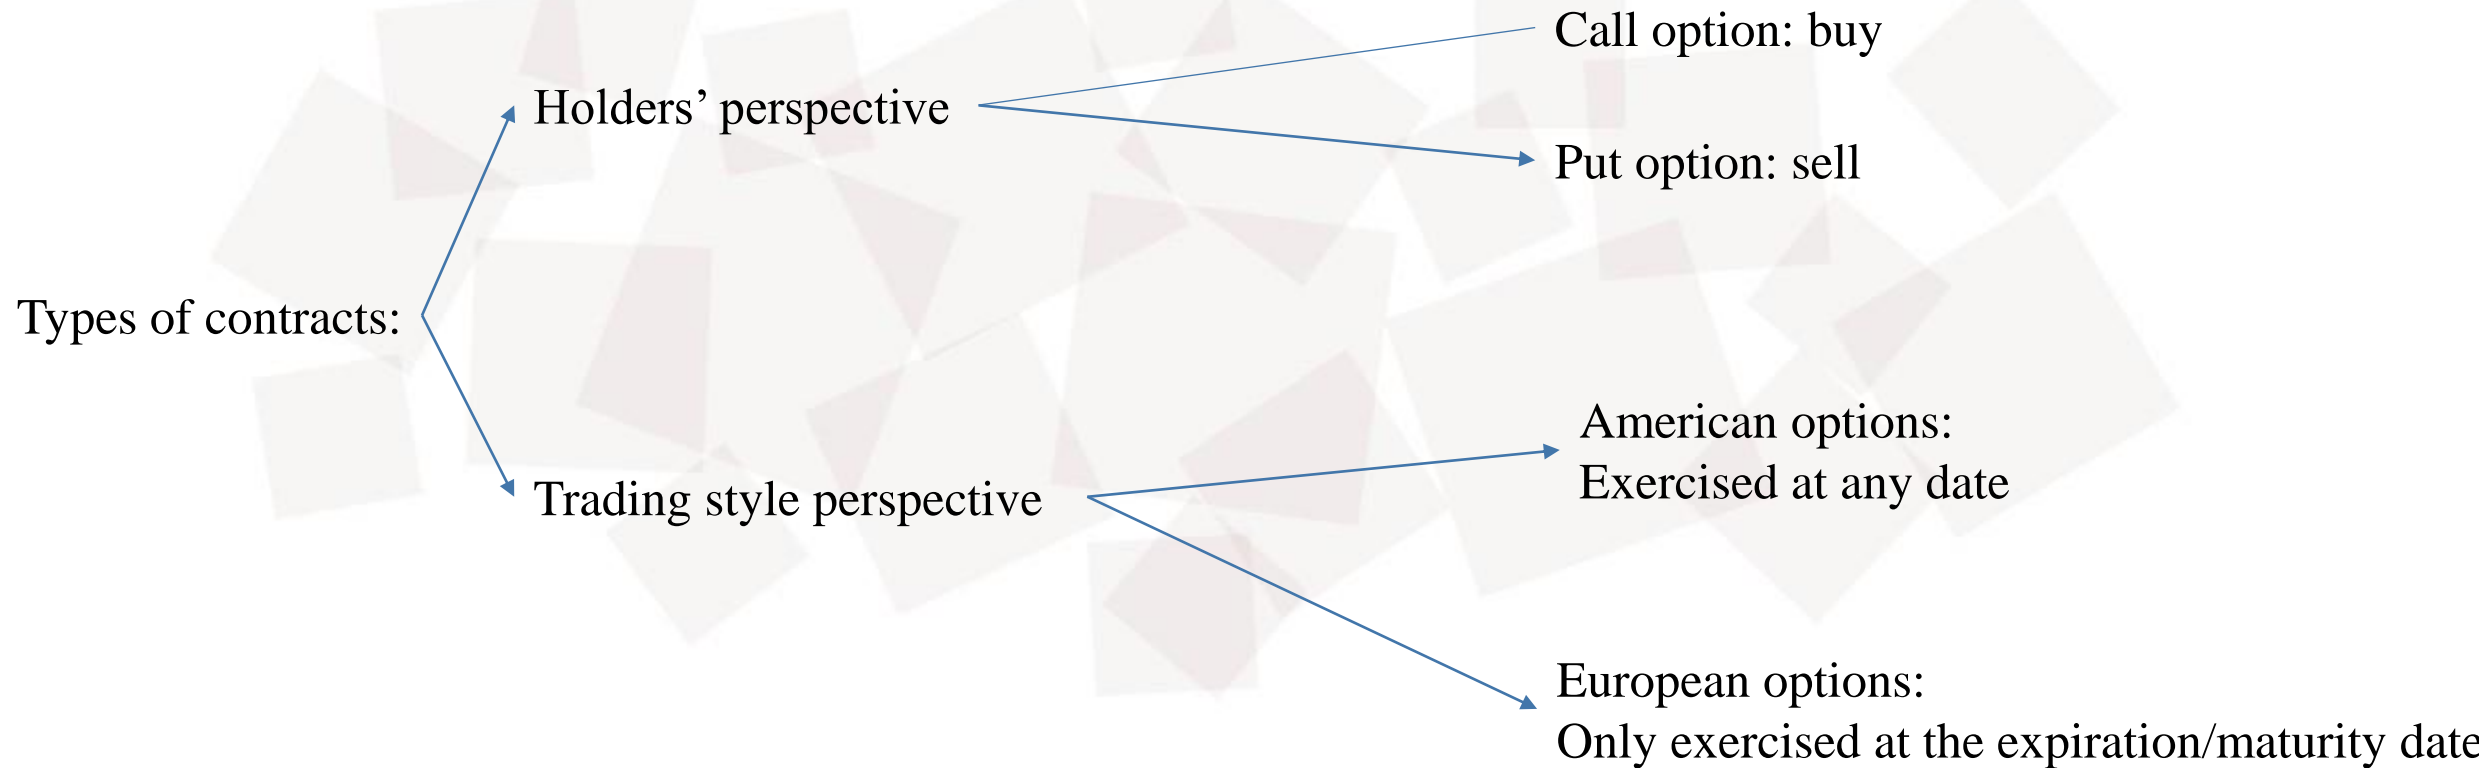 Call option: buy
Holders’ perspective
Put option: sell
Types of contracts:
American options:
Exercised at any date
Trading style perspective
European options:
Only exercised at the expiration/maturity date